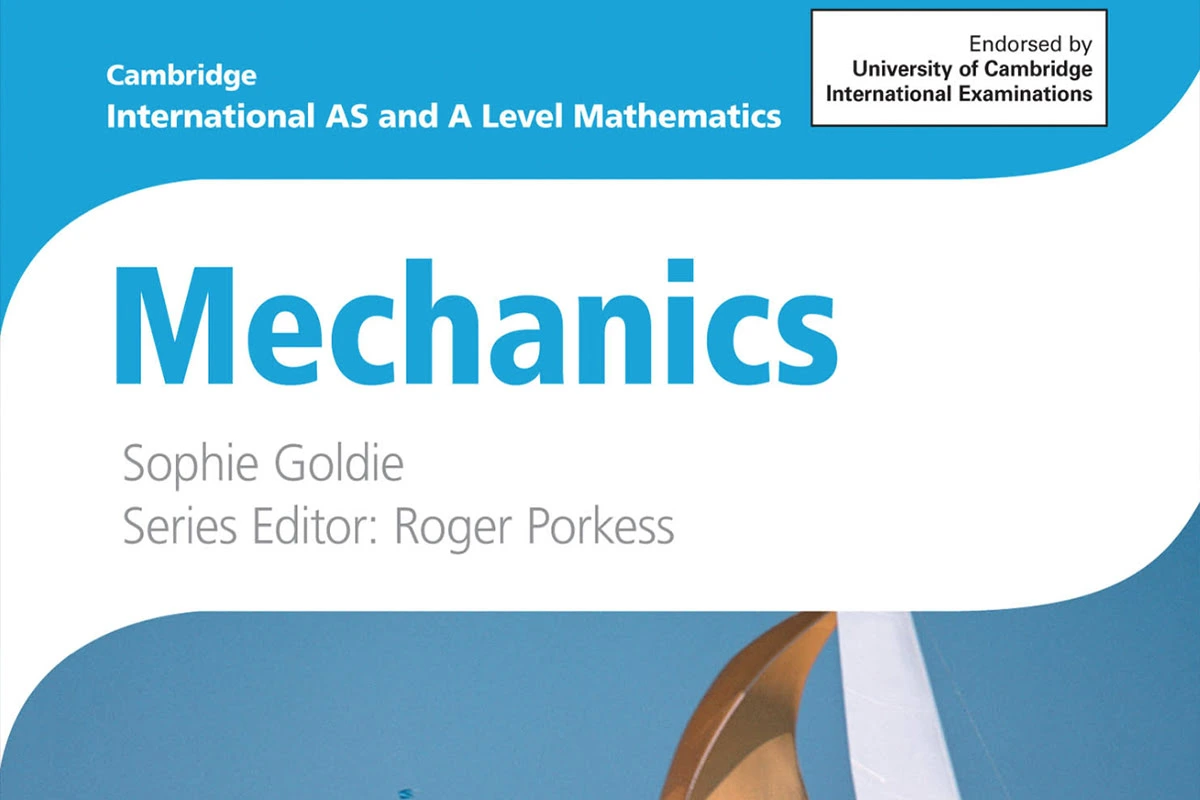 Cambridge
International AS and A Level Mathematics
Endorsed by
University of Cambridge
International Examinations
Mechanics
Sophie Goldie
Series Editor: Roger Porkess